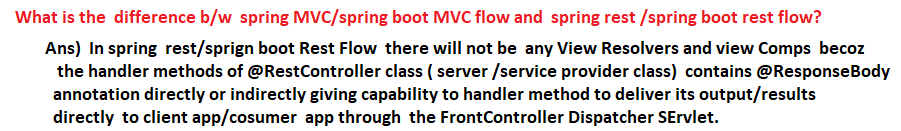 What is the difference b/w spring MVC/spring boot MVC flow and spring rest /spring boot rest flow?
Ans) In spring rest/sprign boot Rest Flow there will not be any View Resolvers and view Comps becoz
the handler methods of @RestController class ( server /service provider class) contains @ResponseBody
annotation directly or indirectly giving capability to handler method to deliver its output/results
directly to client app/cosumer app through the FrontController Dispatcher SErvlet.